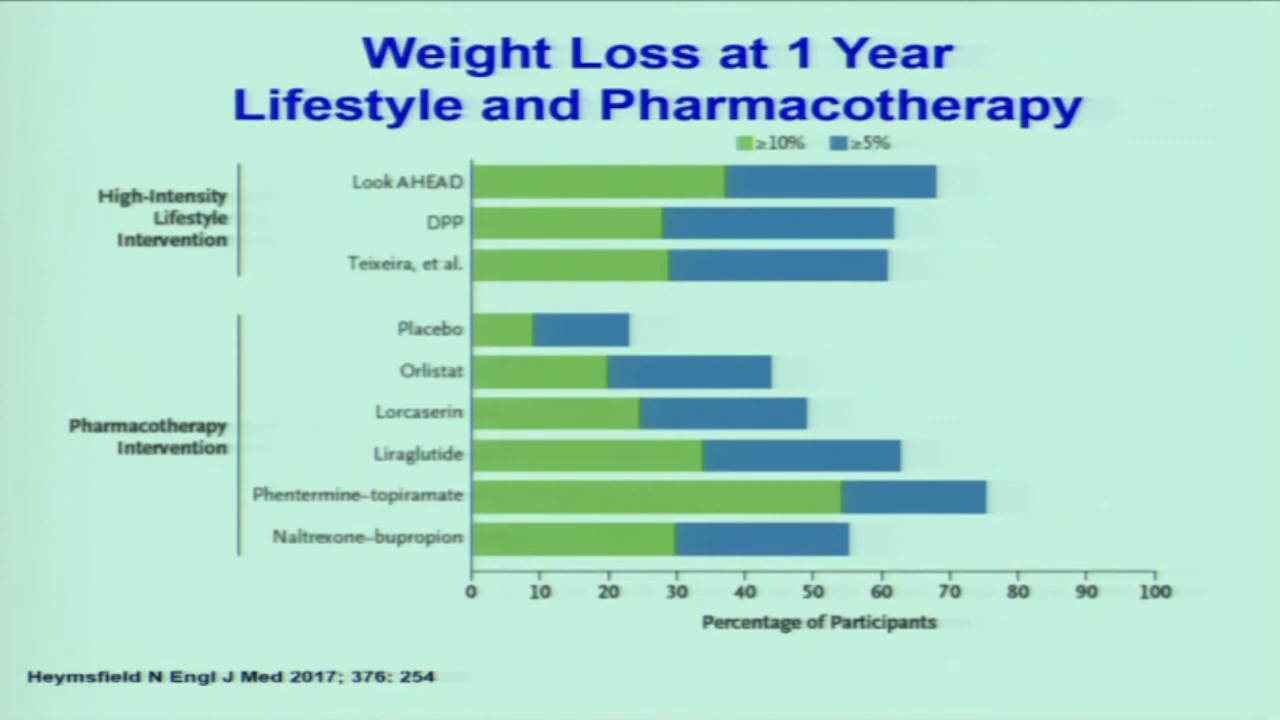 Weight Loss at 1 Year
Lifestyle and Pharmacotherapy
≥10% ≥5%
High-Intensity
Lifestyle
Intervention
Look AHEAD
DPP
Teixeira, et al.
Pharmacotherapy
Intervention
Placebo
Orlistat
Lorcaserin
Liraglutide
Phentermine–topiramate
Naltrexone–bupropion
0 10 20 30 40 50 60 70 80 90 100
Percentage of Participants
Heymsfield N Engl J Med 2017; 376: 254